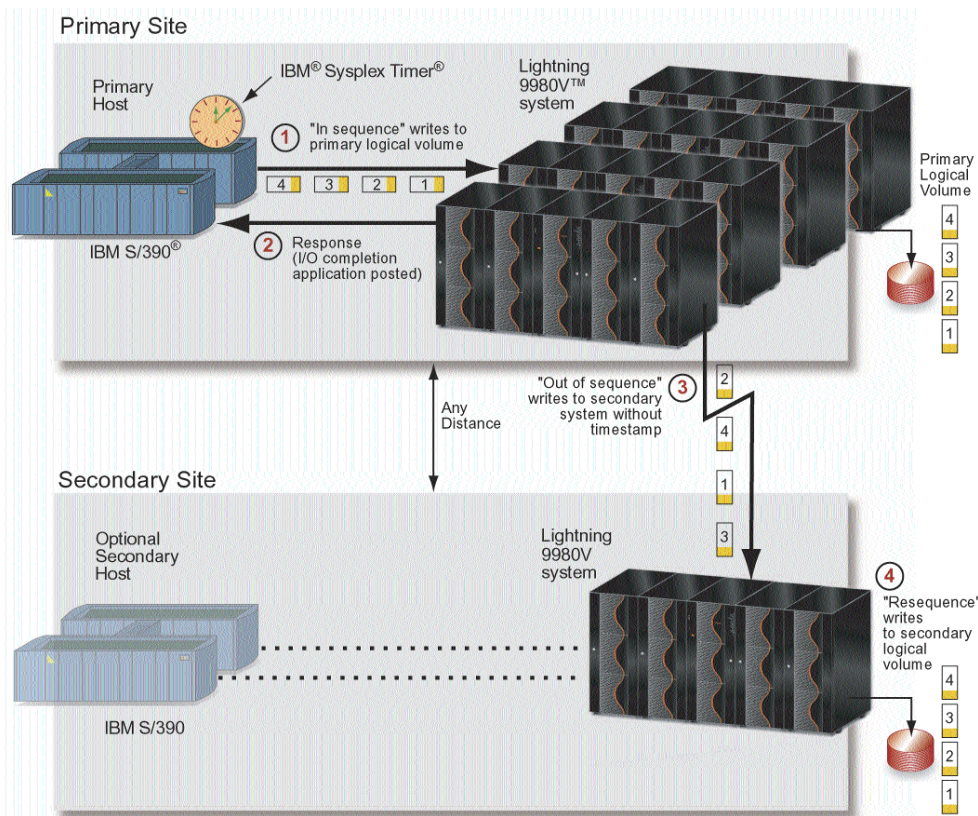 Primary Site
Primary
Host
IBM® Sysplex Timer®
Lightning
9980V™
system
1
"In sequence" writes to
primary logical volume
4 3 2 1
IBM S/390®
2
Response
(I/O completion
application posted)
Primary
Logical
Volume
4
3
2
1
"Out of sequence"
writes to secondary
system without
timestamp
3
2
4
1
3
Any
Distance
Secondary Site
Optional
Secondary
Host
IBM S/390
Lightning
9980V
system
4
"Resequence"
writes
to secondary
logical
volume
4
3
2
1